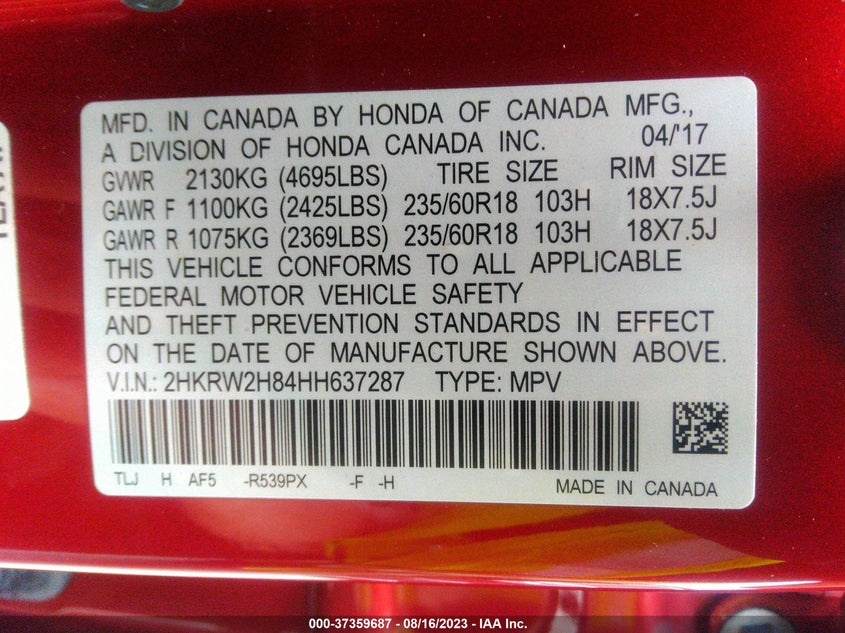 MFD. IN CANADA BY HONDA OF CANADA MFG.,
A DIVISION OF HONDA CANADA INC. 04/'17
GVWR 2130KG (4695LBS) TIRE SIZE RIM SIZE
GAWR F 1100KG (2425LBS) 235/60R18 103H 18X7.5J
GAWR R 1075KG (2369LBS) 235/60R18 103H 18X7.5J
THIS VEHICLE CONFORMS TO ALL APPLICABLE
FEDERAL MOTOR VEHICLE SAFETY
AND THEFT PREVENTION STANDARDS IN EFFECT
ON THE DATE OF MANUFACTURE SHOWN ABOVE.
V.I.N.: 2HKRW2H84HH637287 TYPE: MPV
TLJ H AF5 -R539PX -F -H MADE IN CANADA
000-37359687 - 08/16/2023 - IAA Inc.